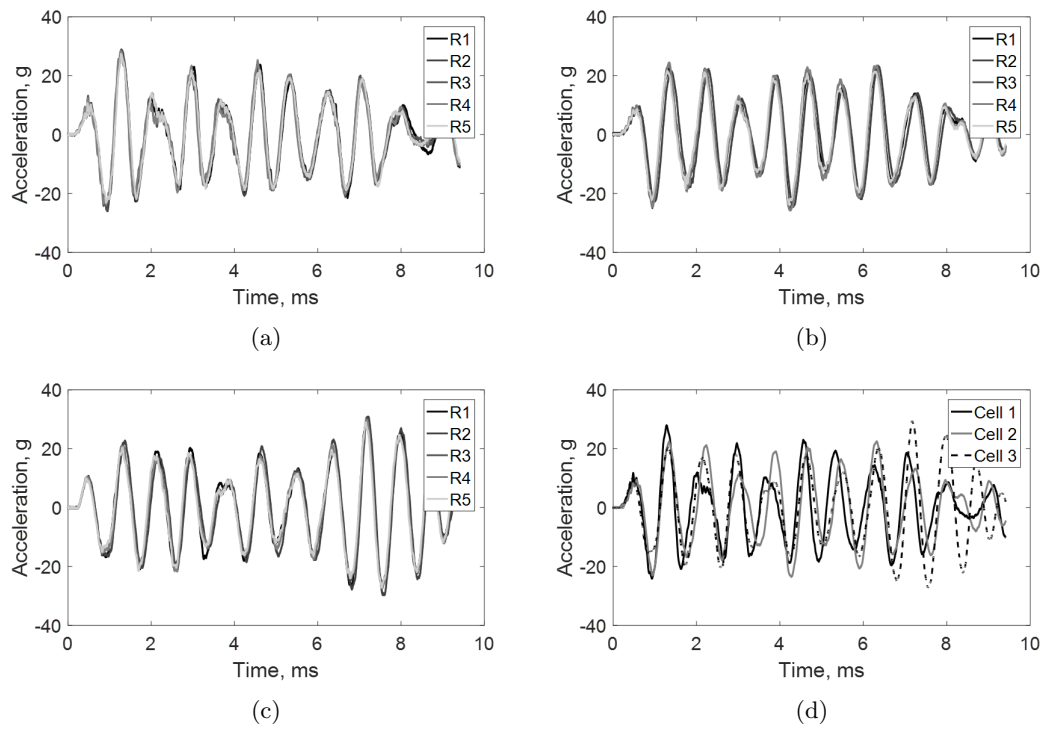 40
20
0
-20
-40
Acceleration, g
0 2 4 6 8 10
Time, ms
R1
R2
R3
R4
R5
(a)
40
20
0
-20
-40
Acceleration, g
0 2 4 6 8 10
Time, ms
R1
R2
R3
R4
R5
(b)
40
20
0
-20
-40
Acceleration, g
0 2 4 6 8 10
Time, ms
R1
R2
R3
R4
R5
(c)
40
20
0
-20
-40
Acceleration, g
0 2 4 6 8 10
Time, ms
Cell 1
Cell 2
Cell 3
(d)